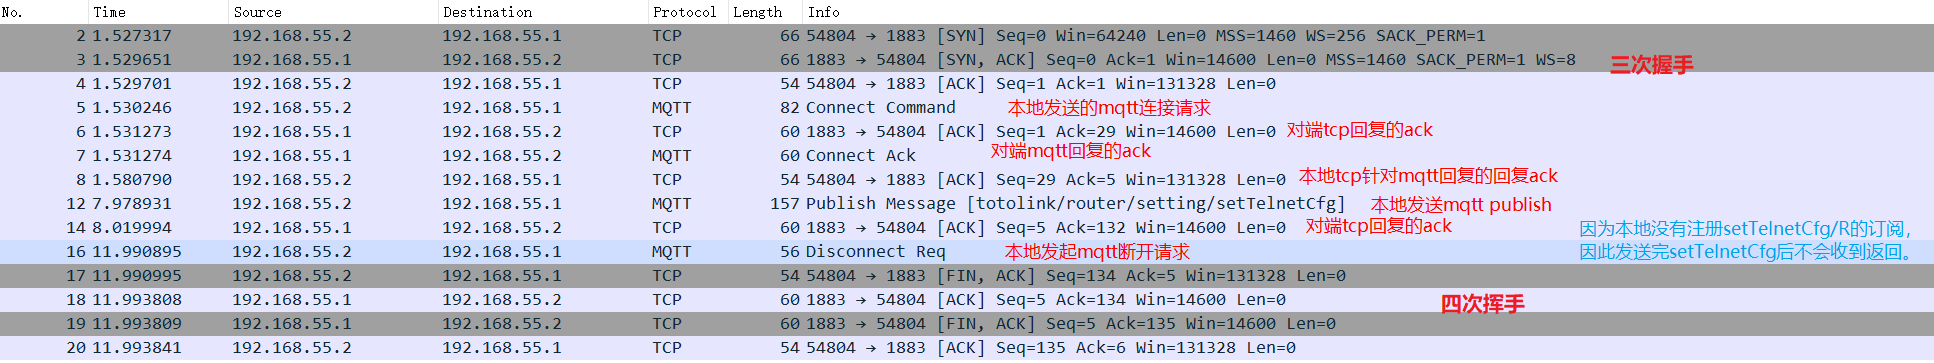 No. Time Source Destination Protocol Length Info
2 1.527317 192.168.55.2 192.168.55.1 TCP 66 54804 → 1883 [SYN] Seq=0 Win=64240 Len=0 MSS=1460 WS=256 SACK_PERM=1
3 1.529651 192.168.55.1 192.168.55.2 TCP 66 1883 → 54804 [SYN, ACK] Seq=0 Ack=1 Win=14600 Len=0 MSS=1460 SACK_PERM=1 WS=8 三次握手
4 1.529701 192.168.55.2 192.168.55.1 TCP 54 54804 → 1883 [ACK] Seq=1 Ack=1 Win=131328 Len=0
5 1.530246 192.168.55.2 192.168.55.1 MQTT 82 Connect Command 本地发送的mqtt连接请求
6 1.531273 192.168.55.1 192.168.55.2 TCP 60 1883 → 54804 [ACK] Seq=1 Ack=29 Win=14600 Len=0 对端tcp回复的ack
7 1.531274 192.168.55.1 192.168.55.2 MQTT 60 Connect Ack 对端mqtt回复的ack
8 1.580790 192.168.55.2 192.168.55.1 TCP 54 54804 → 1883 [ACK] Seq=29 Ack=5 Win=131328 Len=0 本地tcp针对mqtt回复的回复ack
12 7.978931 192.168.55.2 192.168.55.1 MQTT 157 Publish Message [totolink/router/setting/setTelnetCfg] 本地发送mqtt publish
14 8.019994 192.168.55.1 192.168.55.2 TCP 60 1883 → 54804 [ACK] Seq=5 Ack=132 Win=14600 Len=0 对端tcp回复的ack 因为本地没有注册setTelnetCfg/R的订阅,
16 11.990895 192.168.55.2 192.168.55.1 MQTT 56 Disconnect Req 本地发起mqtt断开请求 因此发送完setTelnetCfg后不会收到返回。
17 11.990995 192.168.55.2 192.168.55.1 TCP 54 54804 → 1883 [FIN, ACK] Seq=134 Ack=5 Win=131328 Len=0
18 11.993808 192.168.55.1 192.168.55.2 TCP 60 1883 → 54804 [ACK] Seq=5 Ack=134 Win=14600 Len=0 四次挥手
19 11.993809 192.168.55.1 192.168.55.2 TCP 60 1883 → 54804 [FIN, ACK] Seq=5 Ack=135 Win=14600 Len=0
20 11.993841 192.168.55.2 192.168.55.1 TCP 54 54804 → 1883 [ACK] Seq=135 Ack=6 Win=131328 Len=0